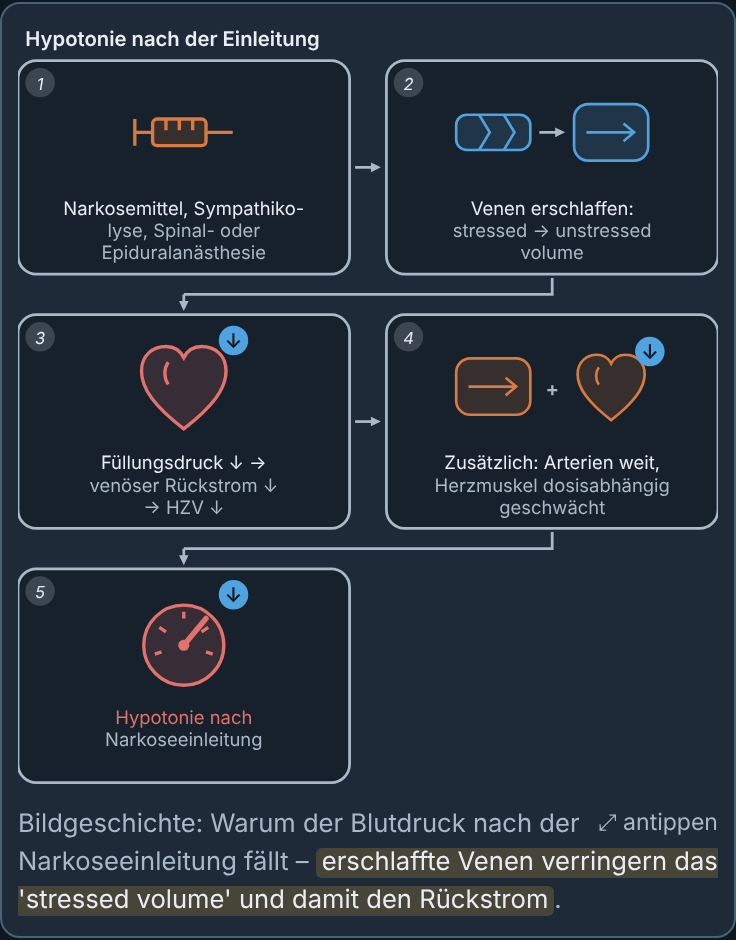 Hypotonie nach der Einleitung
1
Narkosemittel, Sympathiko-
lyse, Spinal- oder
Epiduralanästhesie
2
Venen erschlaffen:
stressed → unstressed
volume
3
Füllungsdruck ↓ →
venöser Rückstrom ↓
→ HZV ↓
4
+
Zusätzlich: Arterien weit,
Herzmuskel dosisabhängig
geschwächt
5
Hypotonie nach
Narkoseeinleitung
Bildgeschichte: Warum der Blutdruck nach der
⤢ antippen
Narkoseeinleitung fällt – erschlaffte Venen verringern das
'stressed volume' und damit den Rückstrom.